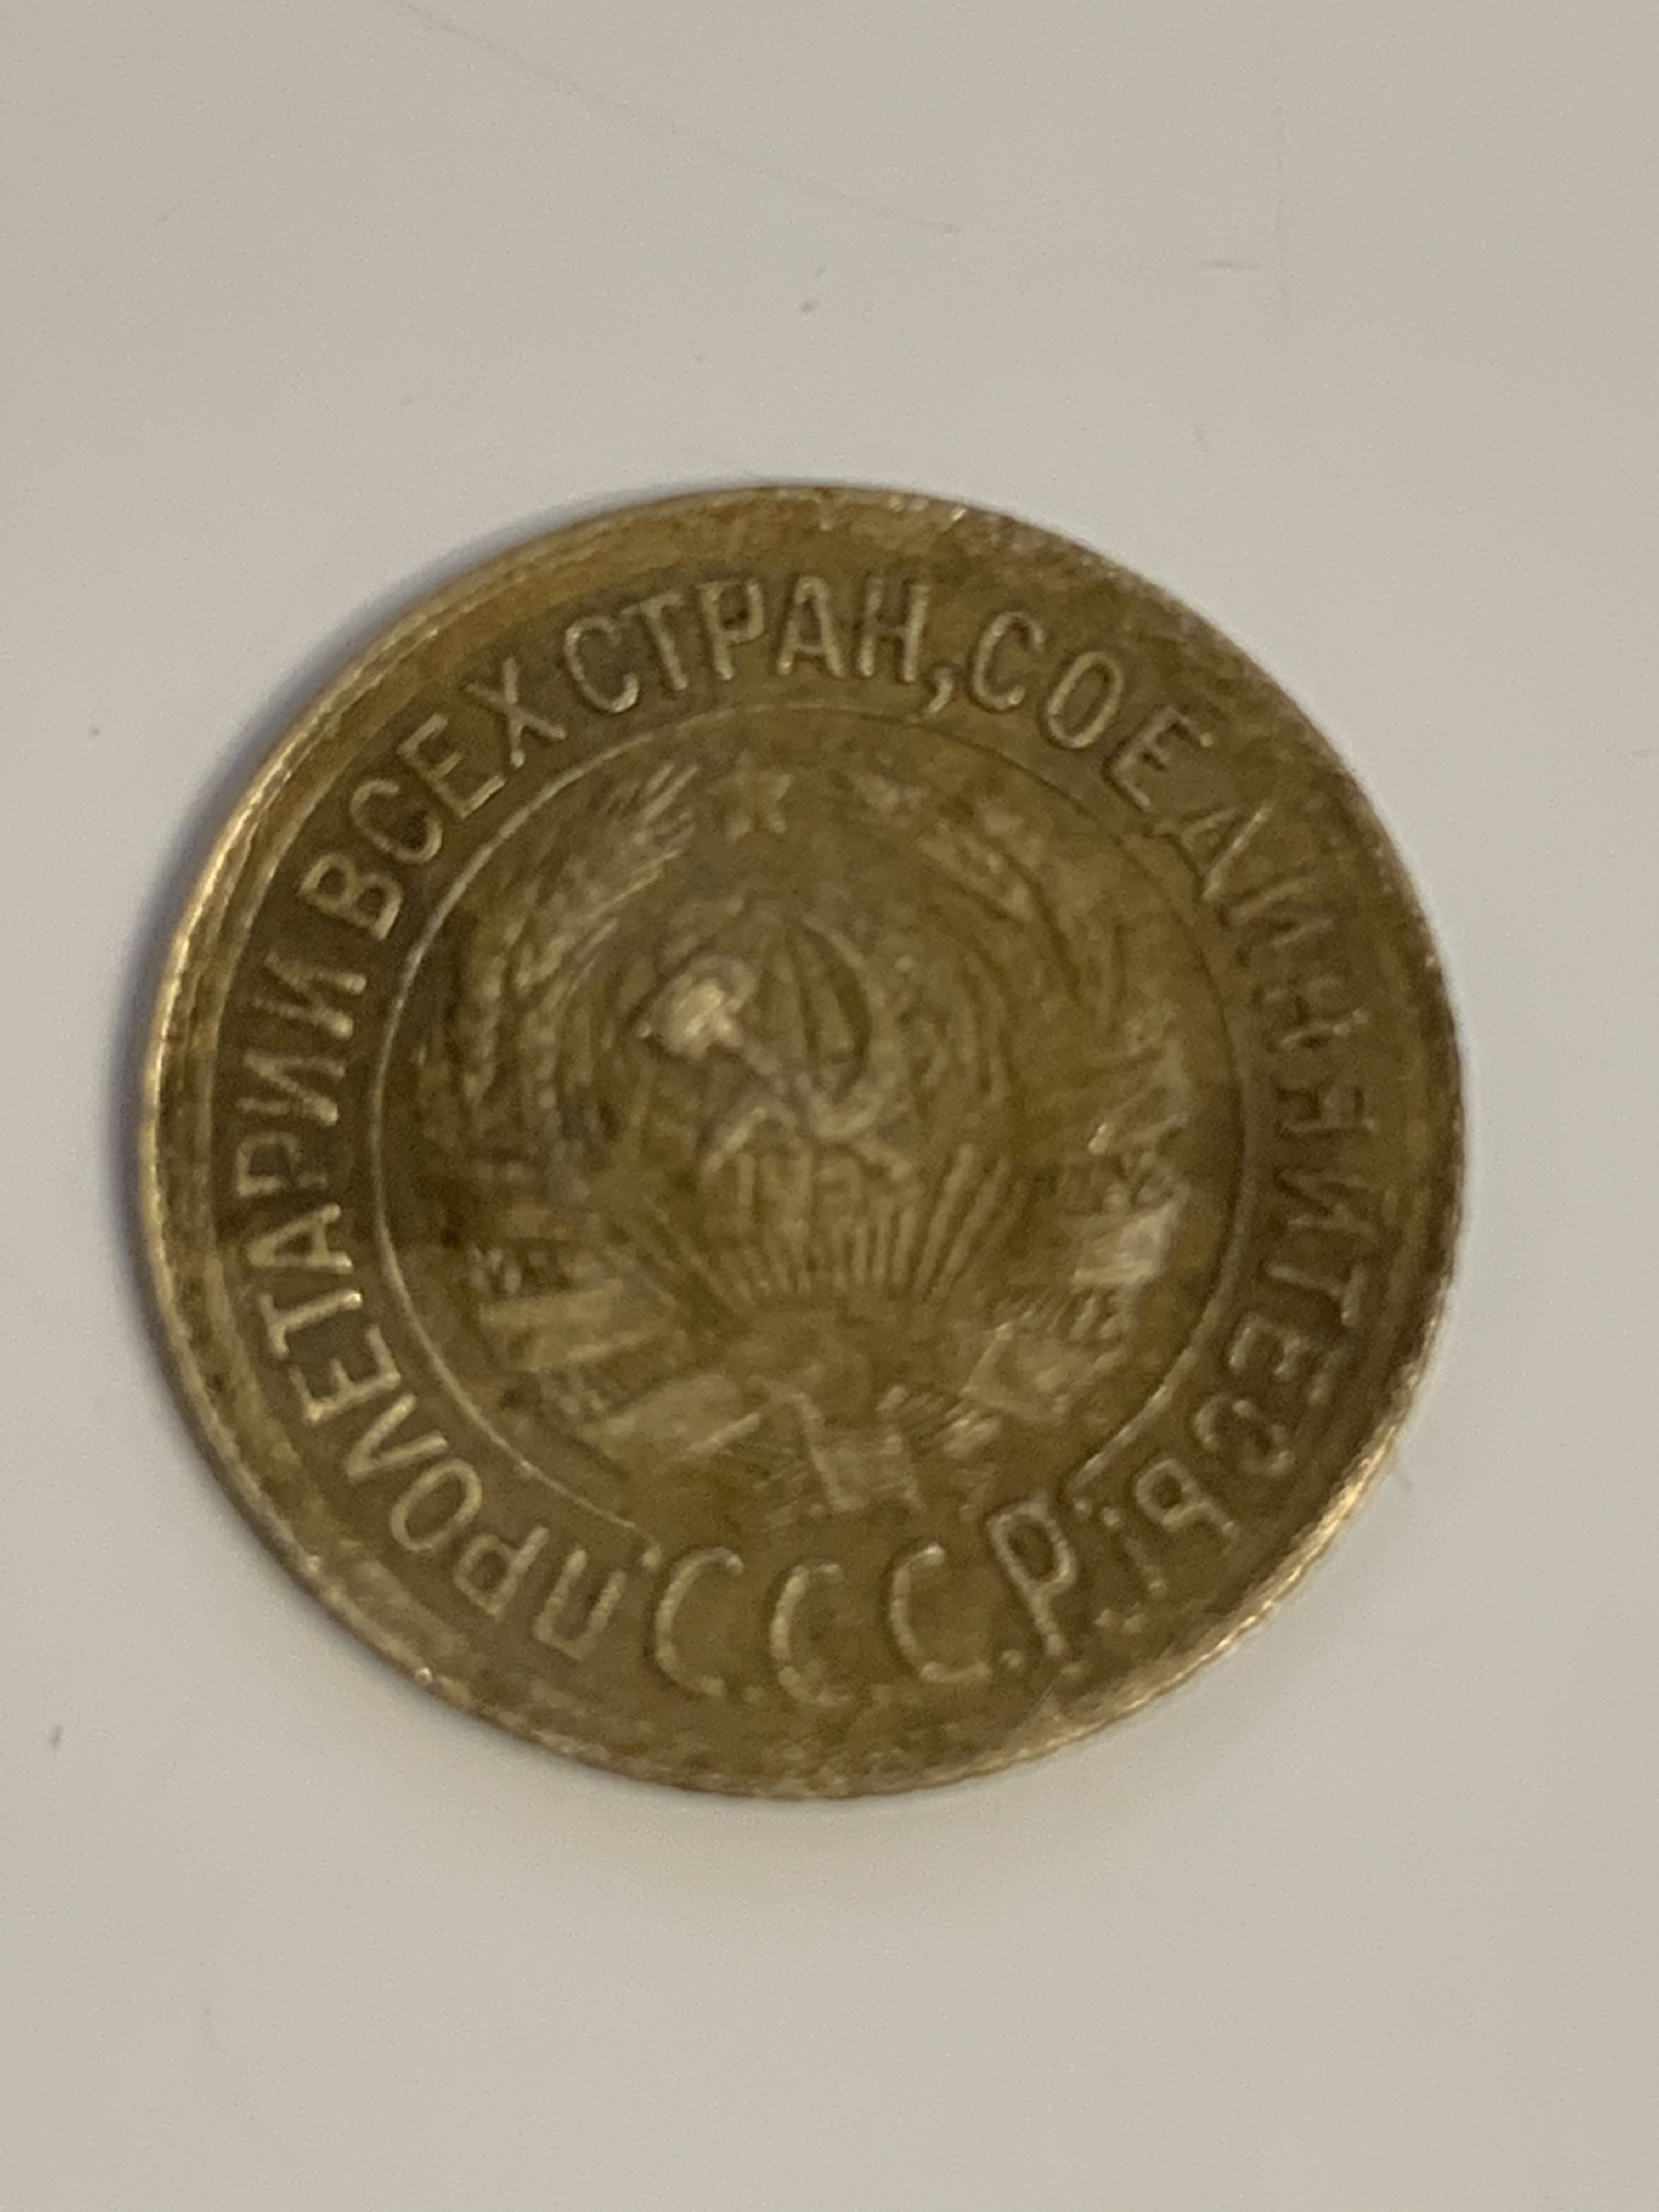 ПРОЛЕТАРИИ ВСЕХ СТРАН, СОЕДИНЯЙТЕСЬ!
С.С.С.Р.